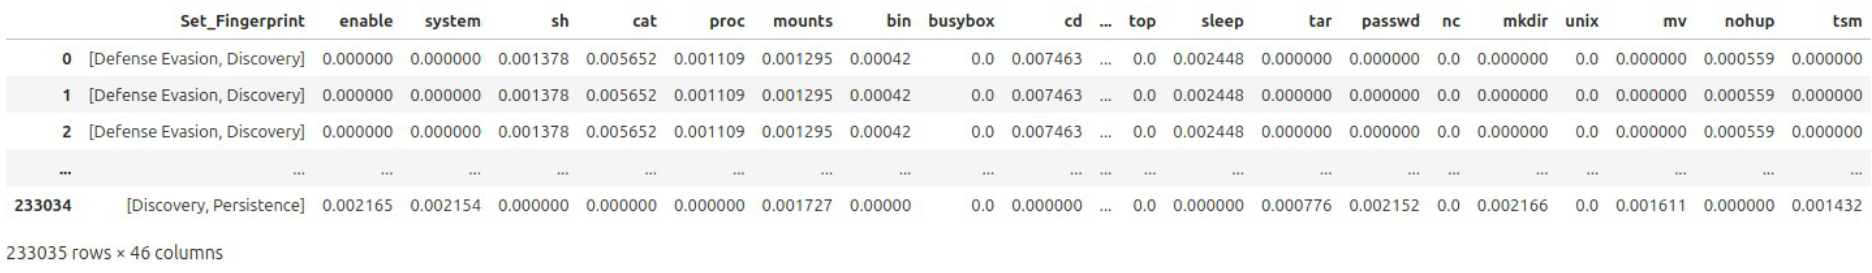 Set_Fingerprint enable system sh cat proc mounts bin busybox cd ... top sleep tar passwd nc mkdir unix mv nohup tsm
0 [Defense Evasion, Discovery] 0.000000 0.000000 0.001378 0.005652 0.001109 0.001295 0.00042 0.0 0.007463 ... 0.0 0.002448 0.000000 0.000000 0.0 0.000000 0.0 0.000000 0.000559 0.000000
1 [Defense Evasion, Discovery] 0.000000 0.000000 0.001378 0.005652 0.001109 0.001295 0.00042 0.0 0.007463 ... 0.0 0.002448 0.000000 0.000000 0.0 0.000000 0.0 0.000000 0.000559 0.000000
2 [Defense Evasion, Discovery] 0.000000 0.000000 0.001378 0.005652 0.001109 0.001295 0.00042 0.0 0.007463 ... 0.0 0.002448 0.000000 0.000000 0.0 0.000000 0.0 0.000000 0.000559 0.000000
... ... ... ... ... ... ... ... ... ... ... ... ... ... ... ... ... ... ... ... ... ...
233034 [Discovery, Persistence] 0.002165 0.002154 0.000000 0.000000 0.000000 0.001727 0.00000 0.0 0.000000 ... 0.0 0.000000 0.000776 0.002152 0.0 0.002166 0.0 0.001611 0.000000 0.001432
233035 rows × 46 columns